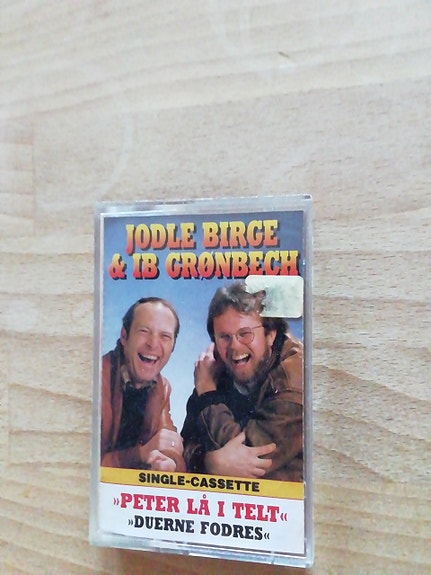 JODLE BIRGE
& IB GRØNBECH
SINGLE-CASSETTE
»PETER LÅ I TELT«
»DUERNE FODRES«